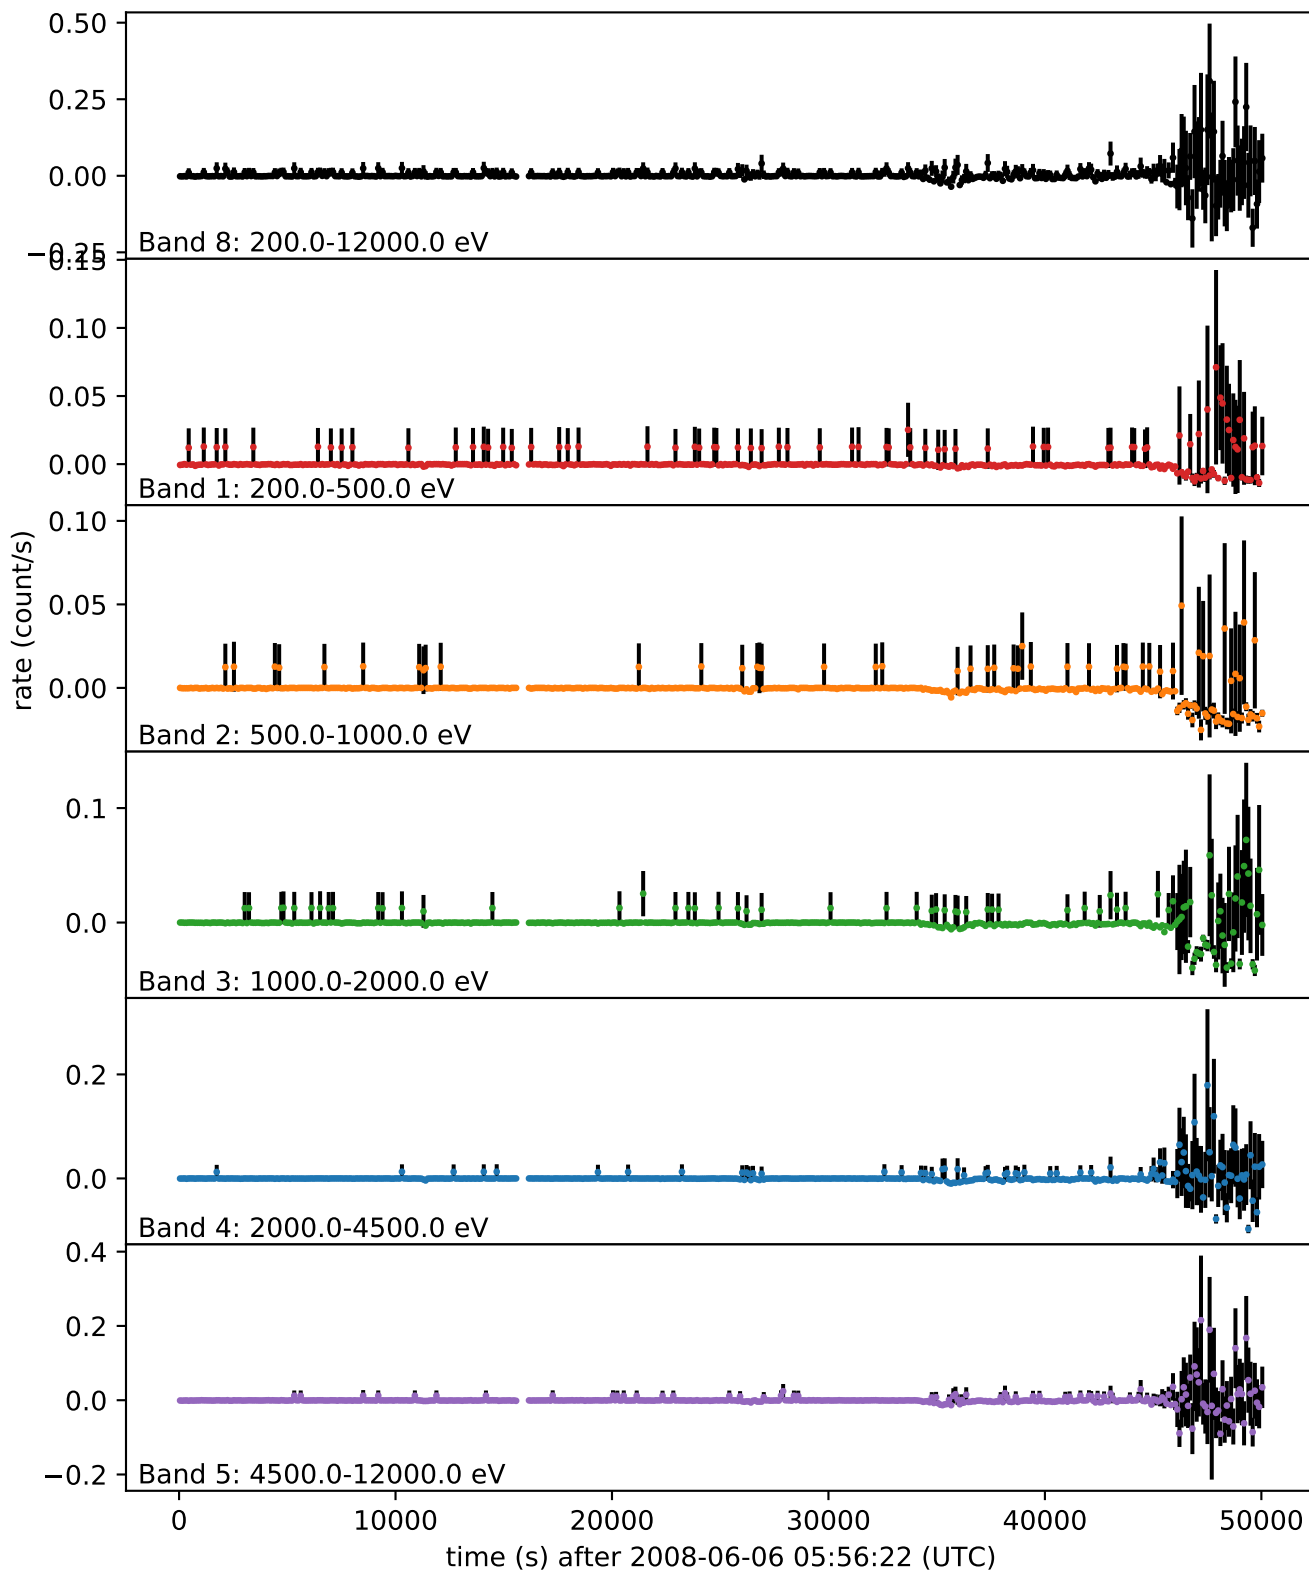 0.50
0.25
0.00
−0.25
Band 8: 200.0-12000.0 eV
0.15
0.10
0.05
0.00
Band 1: 200.0-500.0 eV
rate (count/s)
0.10
0.05
0.00
Band 2: 500.0-1000.0 eV
0.1
0.0
Band 3: 1000.0-2000.0 eV
0.2
0.0
Band 4: 2000.0-4500.0 eV
0.4
0.2
0.0
−0.2
Band 5: 4500.0-12000.0 eV
0 10000 20000 30000 40000 50000
time (s) after 2008-06-06 05:56:22 (UTC)